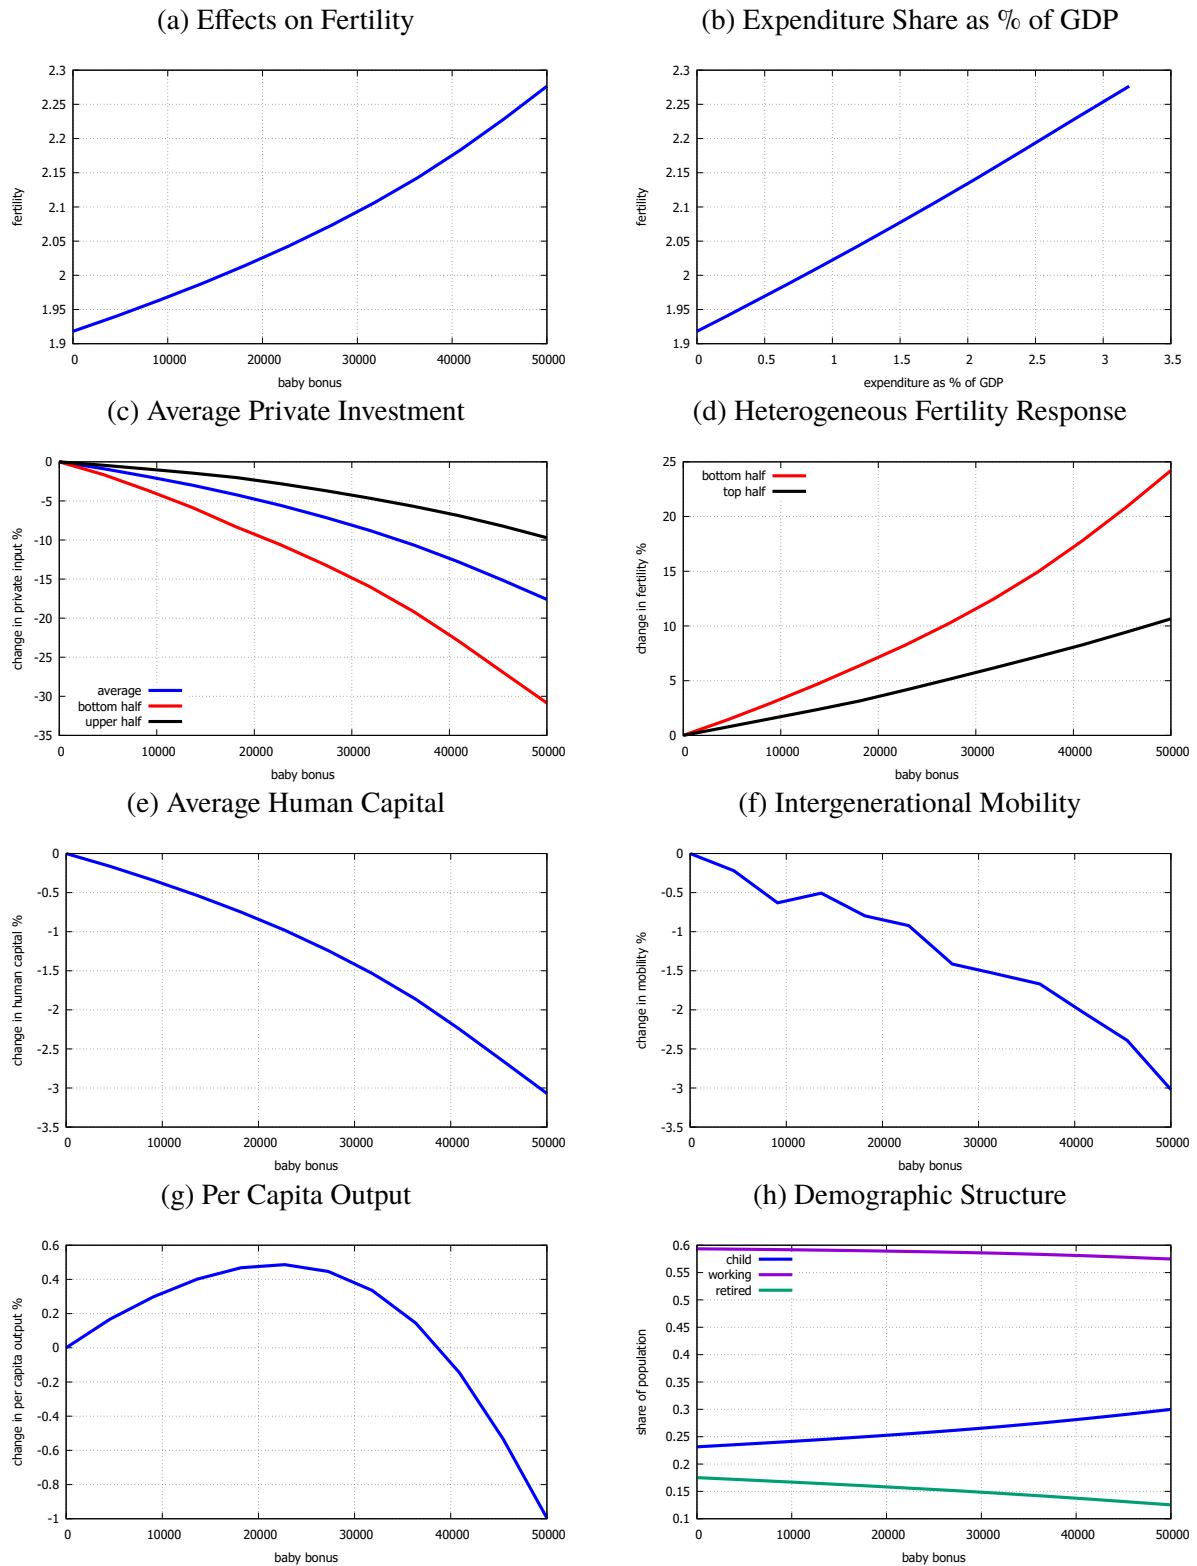 (a) Effects on Fertility
2.3
2.25
2.2
2.15
2.1
2.05
2
1.95
1.9
fertility
0 10000 20000 30000 40000 50000
baby bonus
(b) Expenditure Share as % of GDP
2.3
2.25
2.2
2.15
2.1
2.05
2
1.95
1.9
fertility
0 0.5 1 1.5 2 2.5 3 3.5
expenditure as % of GDP
(c) Average Private Investment
0
-5
-10
-15
-20
-25
-30
-35
change in private input %
average
bottom half
upper half
0 10000 20000 30000 40000 50000
baby bonus
(d) Heterogeneous Fertility Response
25
20
15
10
5
0
change in fertility %
bottom half
top half
0 10000 20000 30000 40000 50000
baby bonus
(e) Average Human Capital
0
-0.5
-1
-1.5
-2
-2.5
-3
-3.5
change in human capital %
0 10000 20000 30000 40000 50000
baby bonus
(f) Intergenerational Mobility
0
-0.5
-1
-1.5
-2
-2.5
-3
-3.5
change in mobility %
0 10000 20000 30000 40000 50000
baby bonus
(g) Per Capita Output
0.6
0.4
0.2
0
-0.2
-0.4
-0.6
-0.8
-1
change in per capita output %
0 10000 20000 30000 40000 50000
baby bonus
(h) Demographic Structure
0.6
0.55
0.5
0.45
0.4
0.35
0.3
0.25
0.2
0.15
0.1
share of population
child
working
retired
0 10000 20000 30000 40000 50000
baby bonus